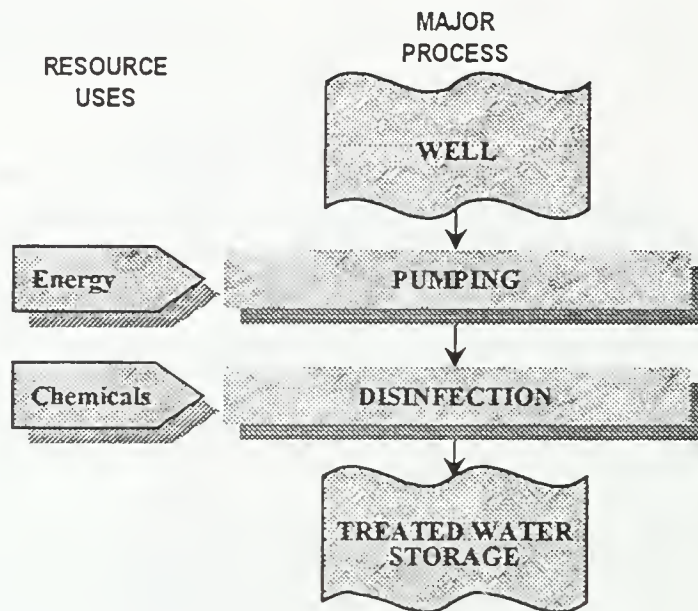 MAJOR
PROCESS
RESOURCE
USES
WELL
Energy
PUMPING
Chemicals
DISINFECTION
TREATED WATER
STORAGE